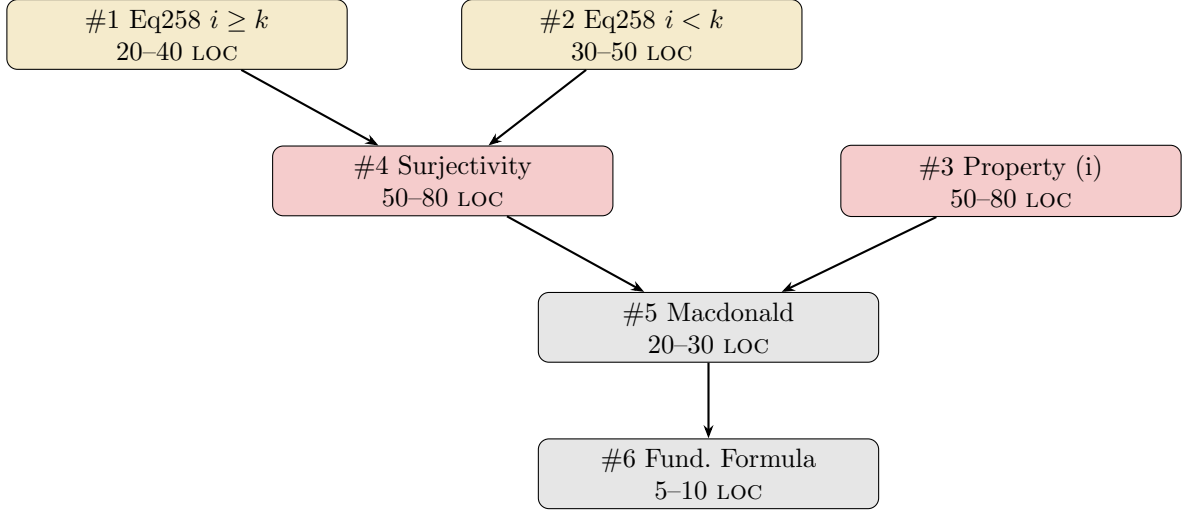 #1 Eq258 i ≥ k
20–40 LOC
#2 Eq258 i < k
30–50 LOC
#4 Surjectivity
50–80 LOC
#3 Property (i)
50–80 LOC
#5 Macdonald
20–30 LOC
#6 Fund. Formula
5–10 LOC